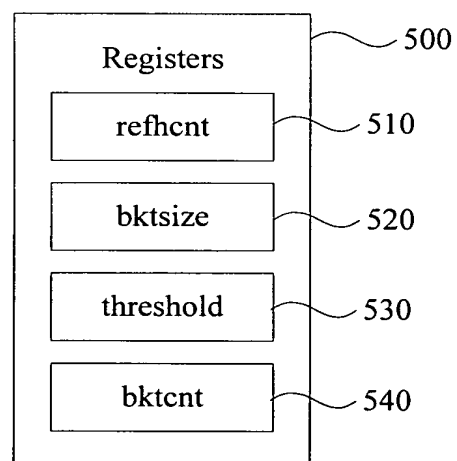 Registers
500
refhcnt
510
bktsize
520
threshold
530
bktcnt
540